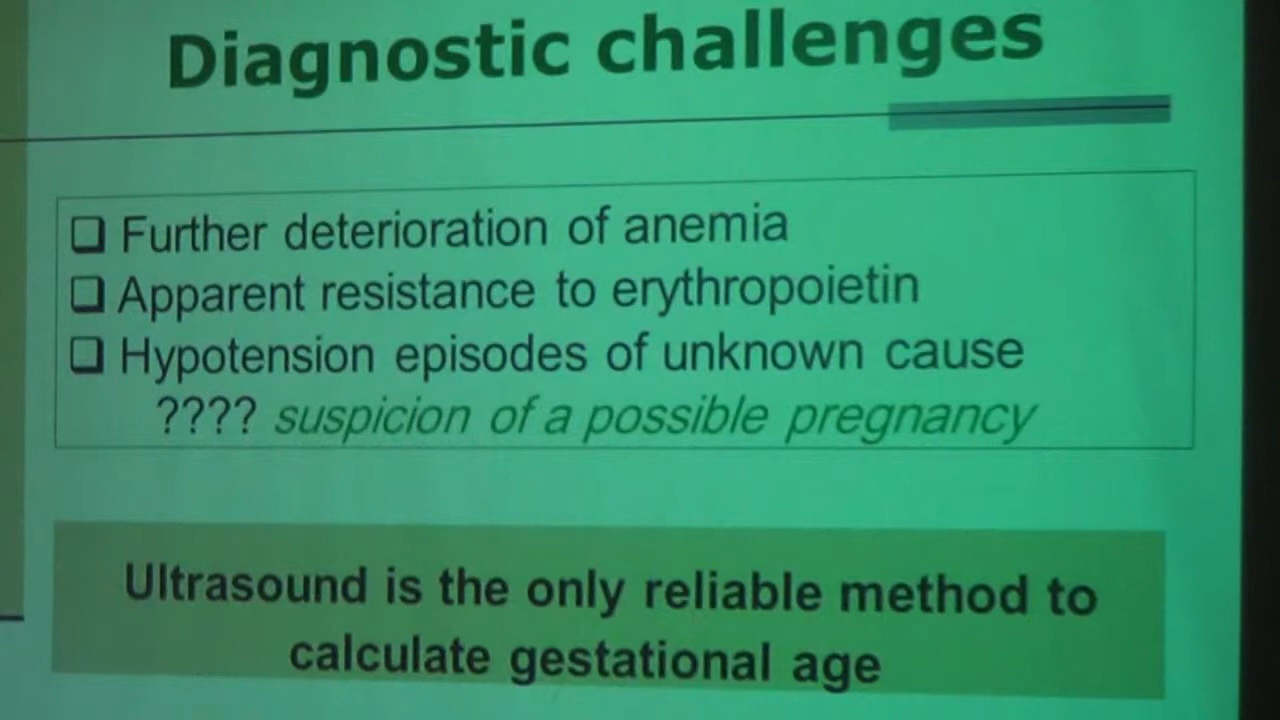 Diagnostic challenges
❑ Further deterioration of anemia
❑ Apparent resistance to erythropoietin
❑ Hypotension episodes of unknown cause
???? suspicion of a possible pregnancy
Ultrasound is the only reliable method to
calculate gestational age